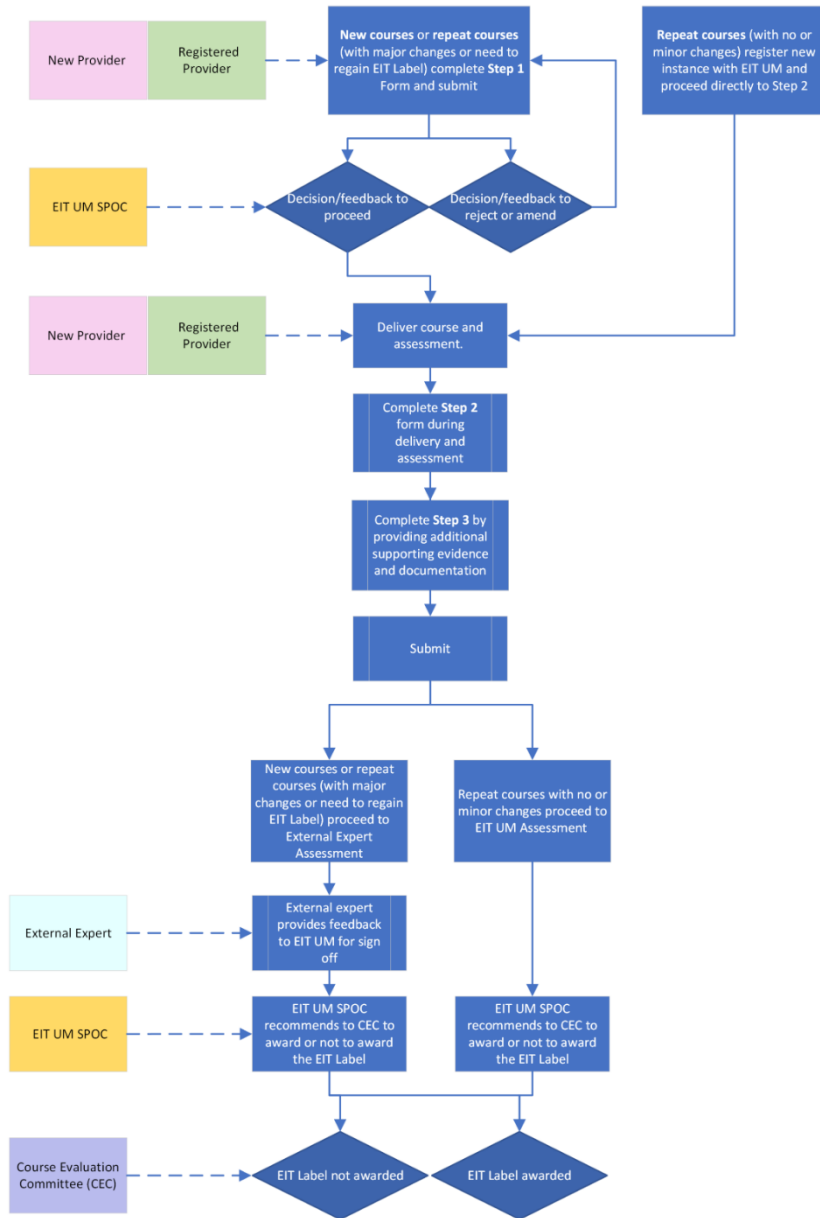 New Provider
Registered
Provider
New courses or repeat courses
(with major changes or need to
regain EIT Label) complete Step 1
Form and submit
Repeat courses (with no or
minor changes) register new
instance with EIT UM and
proceed directly to Step 2
EIT UM SPOC
Decision/feedback to
proceed
Decision/feedback to
reject or amend
New Provider
Registered
Provider
Deliver course and
assessment.
Complete Step 2
form during
delivery and
assessment
Complete Step 3 by
providing additional
supporting evidence
and documentation
Submit
New courses or repeat
courses (with major
changes or need to regain
EIT Label) proceed to
External Expert
Assessment
Repeat courses with no or
minor changes proceed to
EIT UM Assessment
External Expert
External expert
provides feedback
to EIT UM for sign
off
EIT UM SPOC
EIT UM SPOC
recommends to CEC to
award or not to award
the EIT Label
EIT UM SPOC
recommends to CEC to
award or not to award
the EIT Label
Course Evaluation
Committee (CEC)
EIT Label not awarded
EIT Label awarded